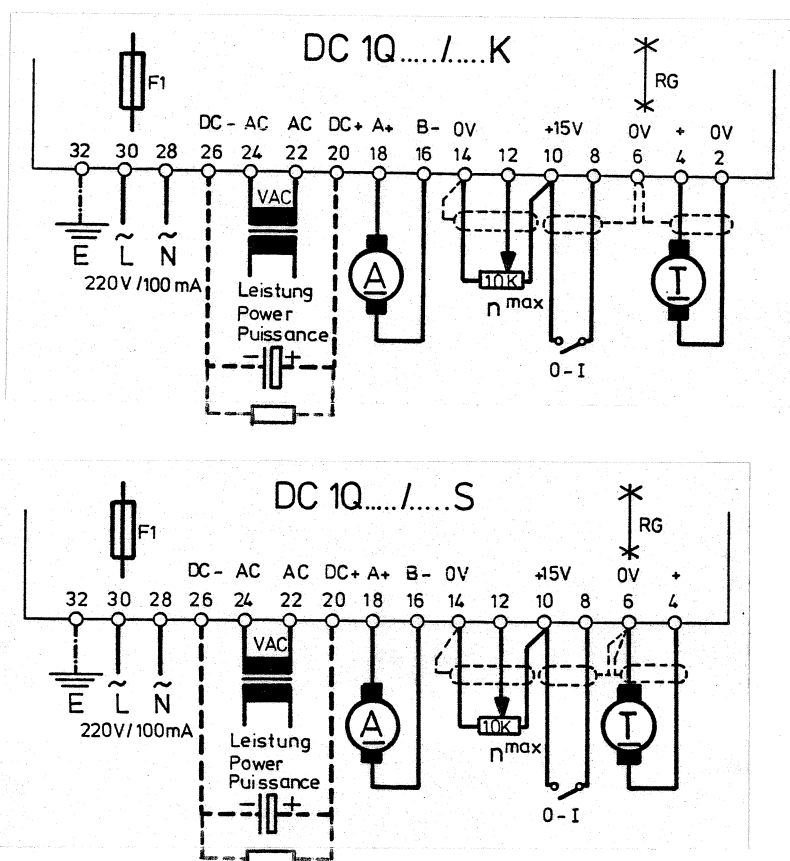 DC 1Q...../.....K
F1
RG
DC- AC AC DC+ A+ B- 0V +15V 0V + 0V
32 30 28 26 24 22 20 18 16 14 12 10 8 6 4 2
VAC
E ~L ~N
220V/100mA
Leistung
Power
Puissance
- +
A
10K
n max
0-I
T
DC 1Q...../.....S
F1
RG
DC- AC AC DC+ A+ B- 0V +15V 0V +
32 30 28 26 24 22 20 18 16 14 12 10 8 6 4
VAC
E ~L ~N
220V/100mA
Leistung
Power
Puissance
- +
A
10K
n max
0-I
T